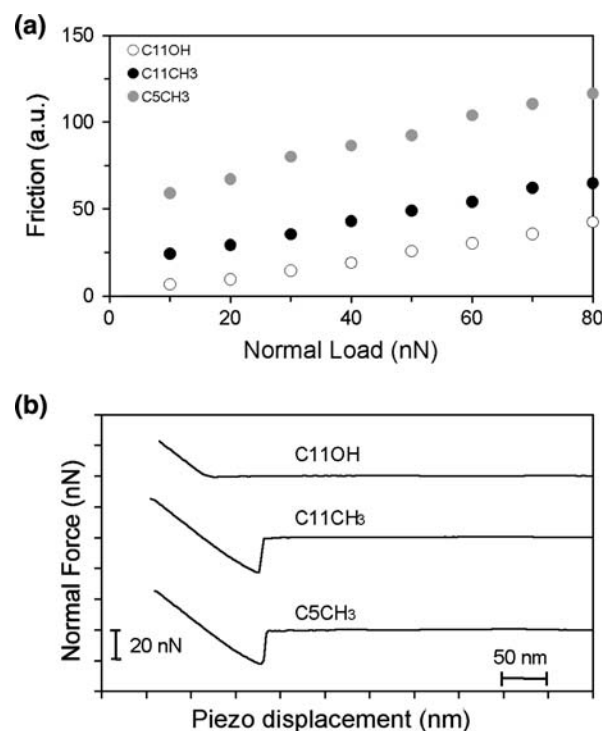 (a)
150
100
50
0
Friction (a.u.)
C11OH
C11CH3
C5CH3
0 20 40 60 80
Normal Load (nN)
(b)
Normal Force (nN)
C11OH
C11CH3
C5CH3
20 nN
50 nm
Piezo displacement (nm)